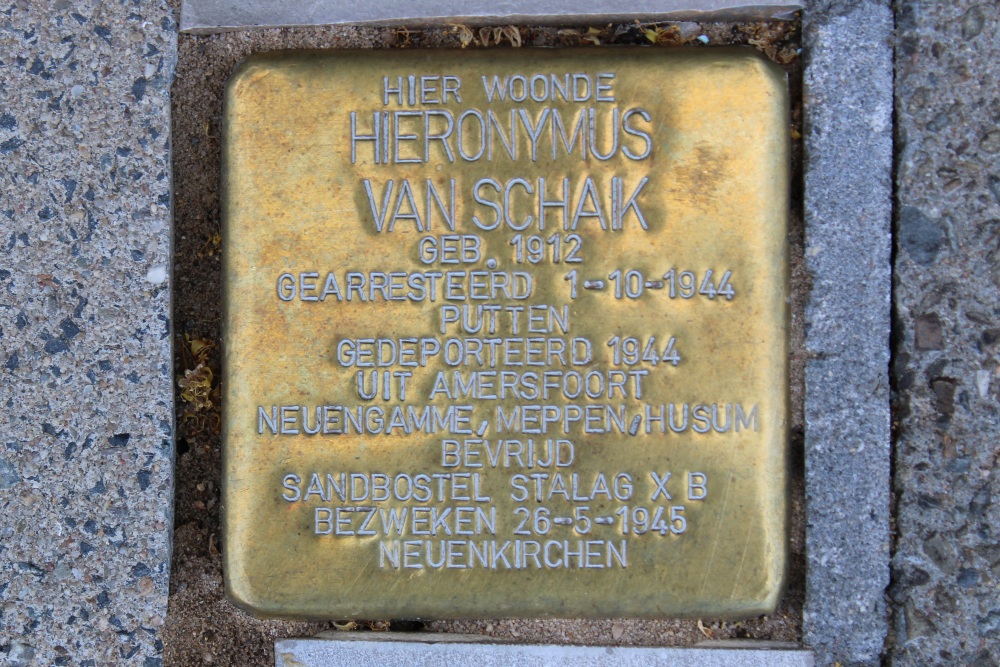 HIER WOONDE
HIERONYMUS
VAN SCHAIK
GEB. 1912
GEARRESTEERD 1-10-1944
PUTTEN
GEDEPORTEERD 1944
UIT AMERSFOORT
NEUENGAMME, MEPPEN, HUSUM
BEVRIJD
SANDBOSTEL STALAG X B
BEZWEKEN 26-5-1945
NEUENKIRCHEN